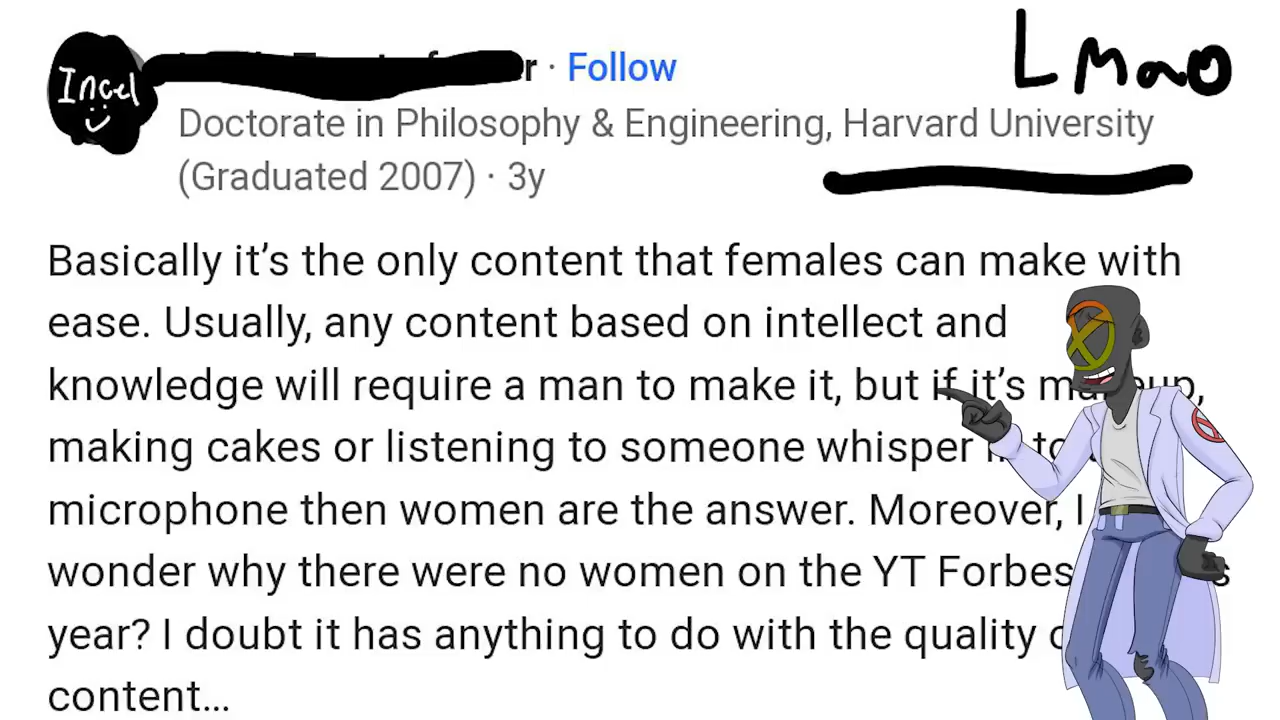 Incel
r · Follow
Lmao
Doctorate in Philosophy & Engineering, Harvard University
(Graduated 2007) · 3y
Basically it's the only content that females can make with
ease. Usually, any content based on intellect and
knowledge will require a man to make it, but if it's
making cakes or listening to someone whisper
microphone then women are the answer. Moreover, I
wonder why there were no women on the YT Forbes
year? I doubt it has anything to do with the quality
content...